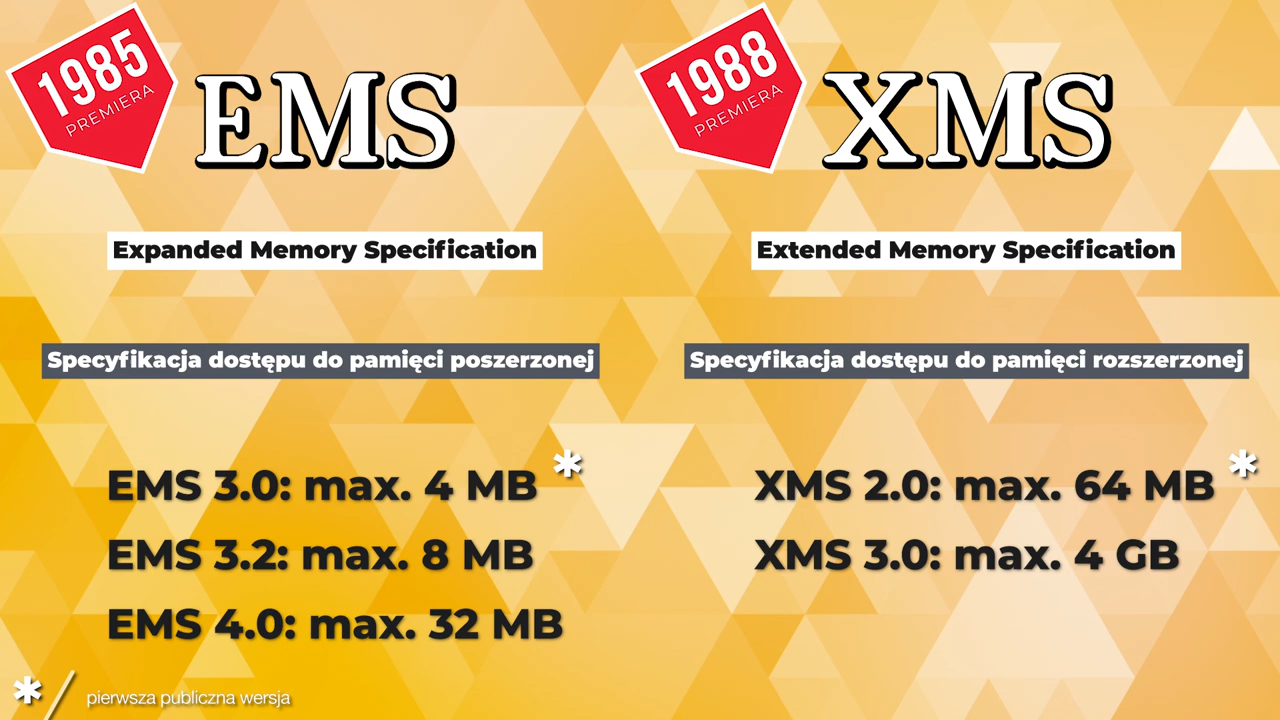 1985
PREMIERA
EMS
Expanded Memory Specification
Specyfikacja dostępu do pamięci poszerzonej
EMS 3.0: max. 4 MB *
EMS 3.2: max. 8 MB
EMS 4.0: max. 32 MB
1988
PREMIERA
XMS
Extended Memory Specification
Specyfikacja dostępu do pamięci rozszerzonej
XMS 2.0: max. 64 MB *
XMS 3.0: max. 4 GB
* / pierwsza publiczna wersja